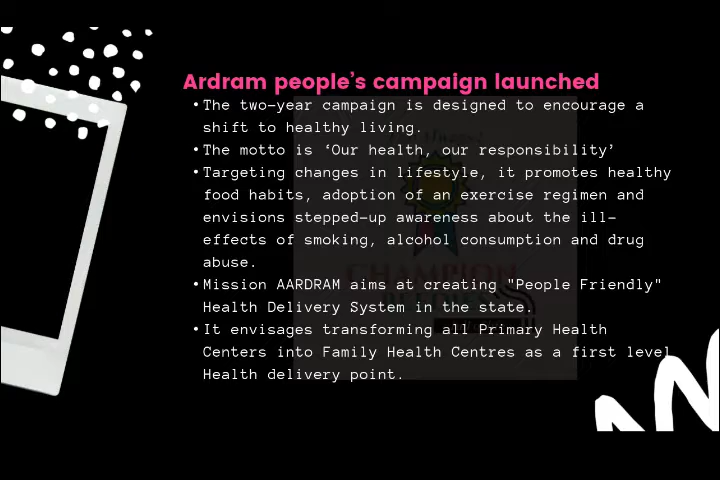 Ardram people's campaign launched
•The two-year campaign is designed to encourage a
shift to healthy living.
•The motto is ‘Our health, our responsibility’
•Targeting changes in lifestyle, it promotes healthy
food habits, adoption of an exercise regimen and
envisions stepped-up awareness about the ill-
effects of smoking, alcohol consumption and drug
abuse.
•Mission AARDRAM aims at creating "People Friendly"
Health Delivery System in the state.
•It envisages transforming all Primary Health
Centers into Family Health Centres as a first level
Health delivery point.
CHAMPION